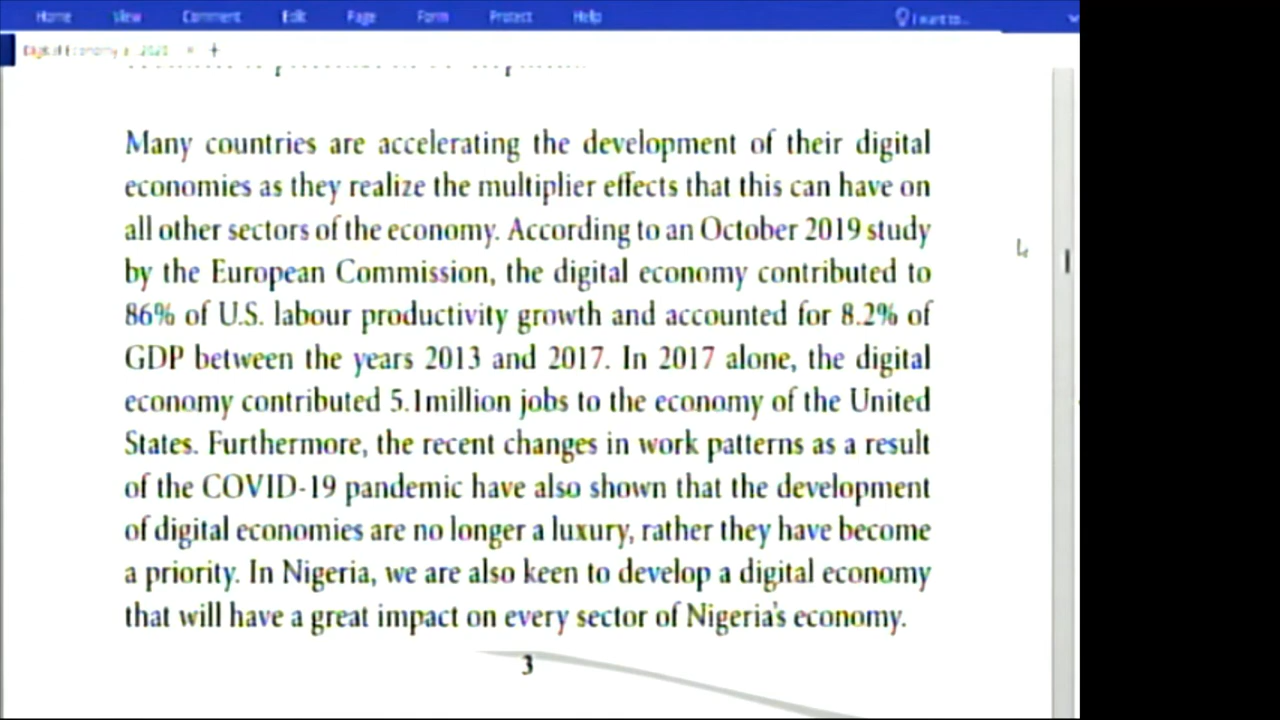 Home View Comment Edit Page Form Protect Help I want to...
Many countries are accelerating the development of their digital
economies as they realize the multiplier effects that this can have on
all other sectors of the economy. According to an October 2019 study
by the European Commission, the digital economy contributed to
86% of U.S. labour productivity growth and accounted for 8.2% of
GDP between the years 2013 and 2017. In 2017 alone, the digital
economy contributed 5.1million jobs to the economy of the United
States. Furthermore, the recent changes in work patterns as a result
of the COVID-19 pandemic have also shown that the development
of digital economies are no longer a luxury, rather they have become
a priority. In Nigeria, we are also keen to develop a digital economy
that will have a great impact on every sector of Nigeria's economy.
3